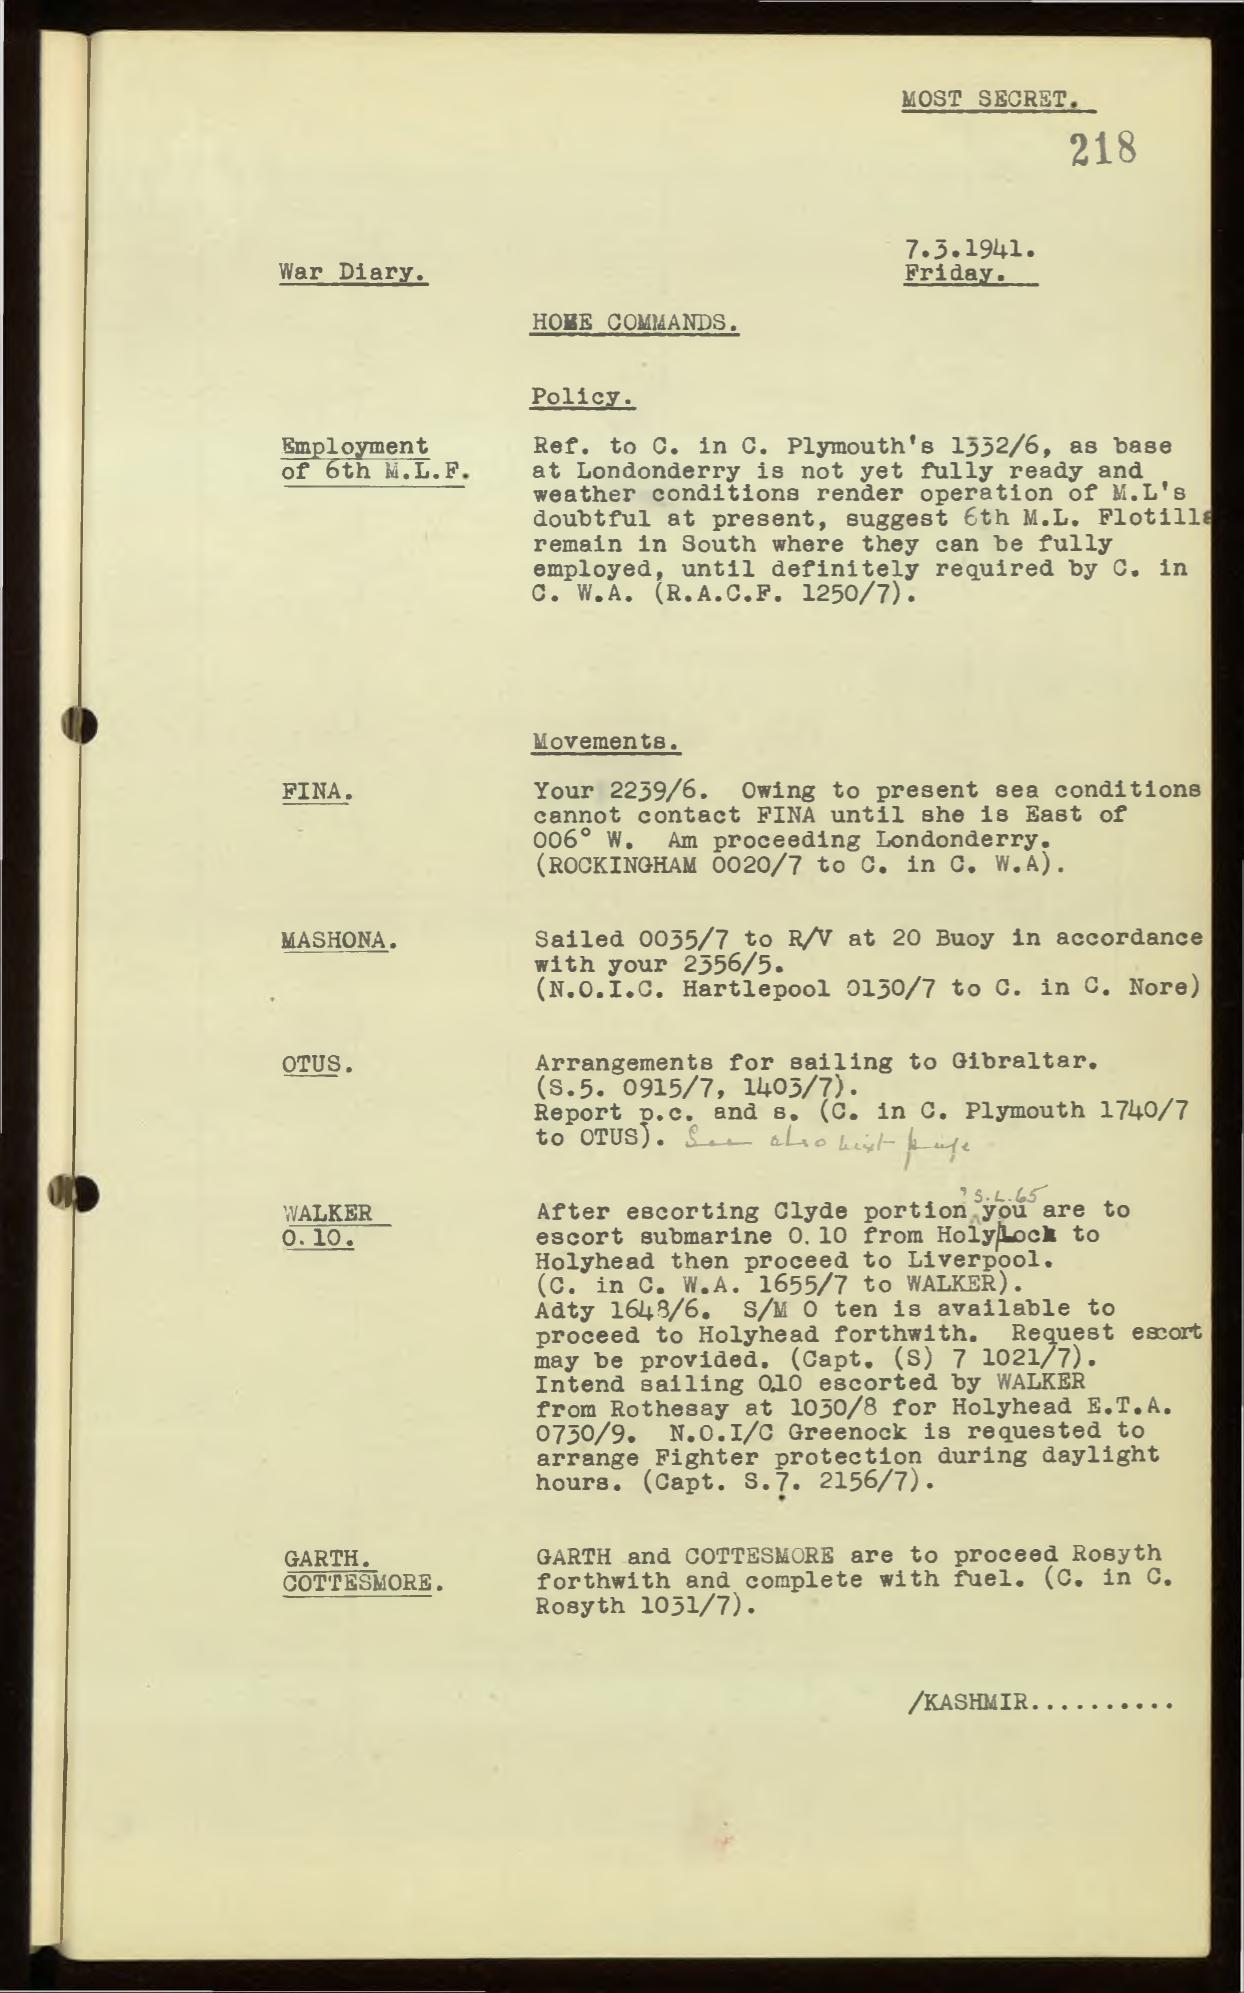 MOST SECRET.
218
7.3.1941.
War Diary.
Friday.
HOME COMMANDS.
Policy.
Employment
of 6th M.L.F.
Ref. to C. in C. Plymouth's 1332/6, as base
at Londonderry is not yet fully ready and
weather conditions render operation of M.L's
doubtful at present, suggest 6th M.L. Flotilla
remain in South where they can be fully
employed, until definitely required by C. in
C. W.A. (R.A.C.F. 1250/7).
Movements.
FINA.
Your 2239/6. Owing to present sea conditions
cannot contact FINA until she is East of
006° W. Am proceeding Londonderry.
(ROCKINGHAM 0020/7 to C. in C. W.A).
MASHONA.
Sailed 0035/7 to R/V at 20 Buoy in accordance
with your 2356/5.
(N.O.I.C. Hartlepool 0130/7 to C. in C. Nore)
OTUS.
Arrangements for sailing to Gibraltar.
(S.5. 0915/7, 1403/7).
Report p.c. and s. (C. in C. Plymouth 1740/7
to OTUS). See also next page
WALKER
O.10.
? S.L.65
After escorting Clyde portion you are to
escort submarine O.10 from Holy Loch to
Holyhead then proceed to Liverpool.
(C. in C. W.A. 1655/7 to WALKER).
Adty 1648/6. S/M O ten is available to
proceed to Holyhead forthwith. Request escort
may be provided. (Capt. (S) 7 1021/7).
Intend sailing O.10 escorted by WALKER
from Rothesay at 1030/8 for Holyhead E.T.A.
0730/9. N.O.I/C Greenock is requested to
arrange Fighter protection during daylight
hours. (Capt. S.7. 2156/7).
GARTH.
COTTESMORE.
GARTH and COTTESMORE are to proceed Rosyth
forthwith and complete with fuel. (C. in C.
Rosyth 1031/7).
/KASHMIR..........